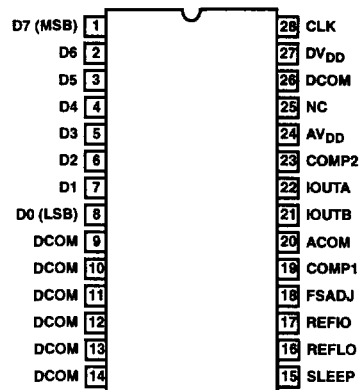 D7 (MSB) 1 28 CLK
D6 2 27 DVDD
D5 3 26 DCOM
D4 4 25 NC
D3 5 24 AVDD
D2 6 23 COMP2
D1 7 22 IOUTA
D0 (LSB) 8 21 IOUTB
DCOM 9 20 ACOM
DCOM 10 19 COMP1
DCOM 11 18 FSADJ
DCOM 12 17 REFIO
DCOM 13 16 REFLO
DCOM 14 15 SLEEP